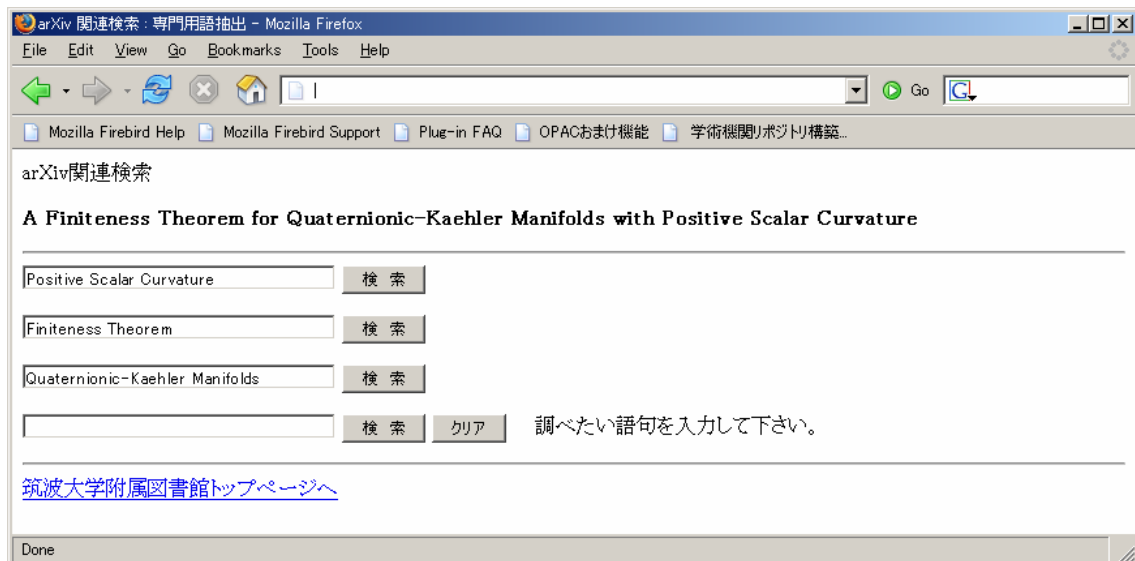 arXiv 関連検索：専門用語抽出 - Mozilla Firefox
File Edit View Go Bookmarks Tools Help
Go G
Mozilla Firebird Help Mozilla Firebird Support Plug-in FAQ OPACおまけ機能 学術機関リポジトリ構築...
arXiv関連検索
A Finiteness Theorem for Quaternionic-Kaehler Manifolds with Positive Scalar Curvature
Positive Scalar Curvature 検 索
Finiteness Theorem 検 索
Quaternionic-Kaehler Manifolds 検 索
検 索 クリア 調べたい語句を入力して下さい。
筑波大学附属図書館トップページへ
Done